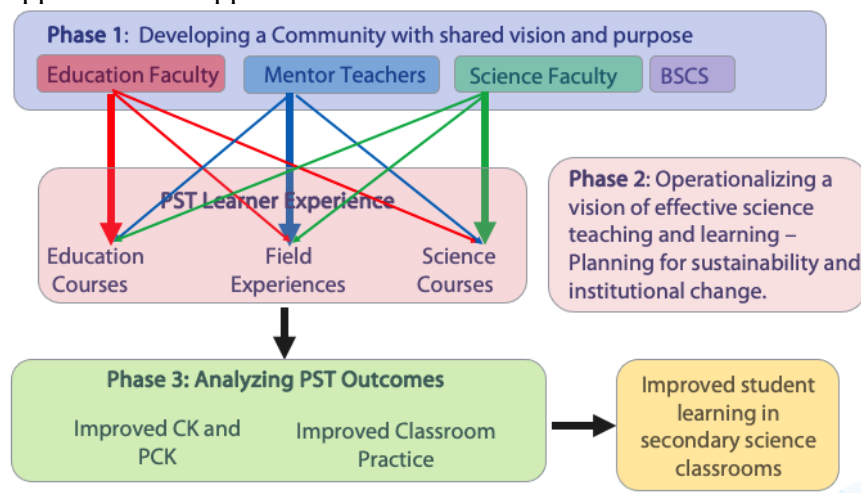 Phase 1:  Developing a Community with shared vision and purpose
Education Faculty
Mentor Teachers
Science Faculty
BSCS
PST Learner Experience
Education
Courses
Field
Experiences
Science
Courses
Phase 2: Operationalizing a
vision of effective science
teaching and learning –
Planning for sustainability and
institutional change.
Phase 3: Analyzing PST Outcomes
Improved CK and
PCK
Improved Classroom
Practice
Improved student
learning in
secondary science
classrooms